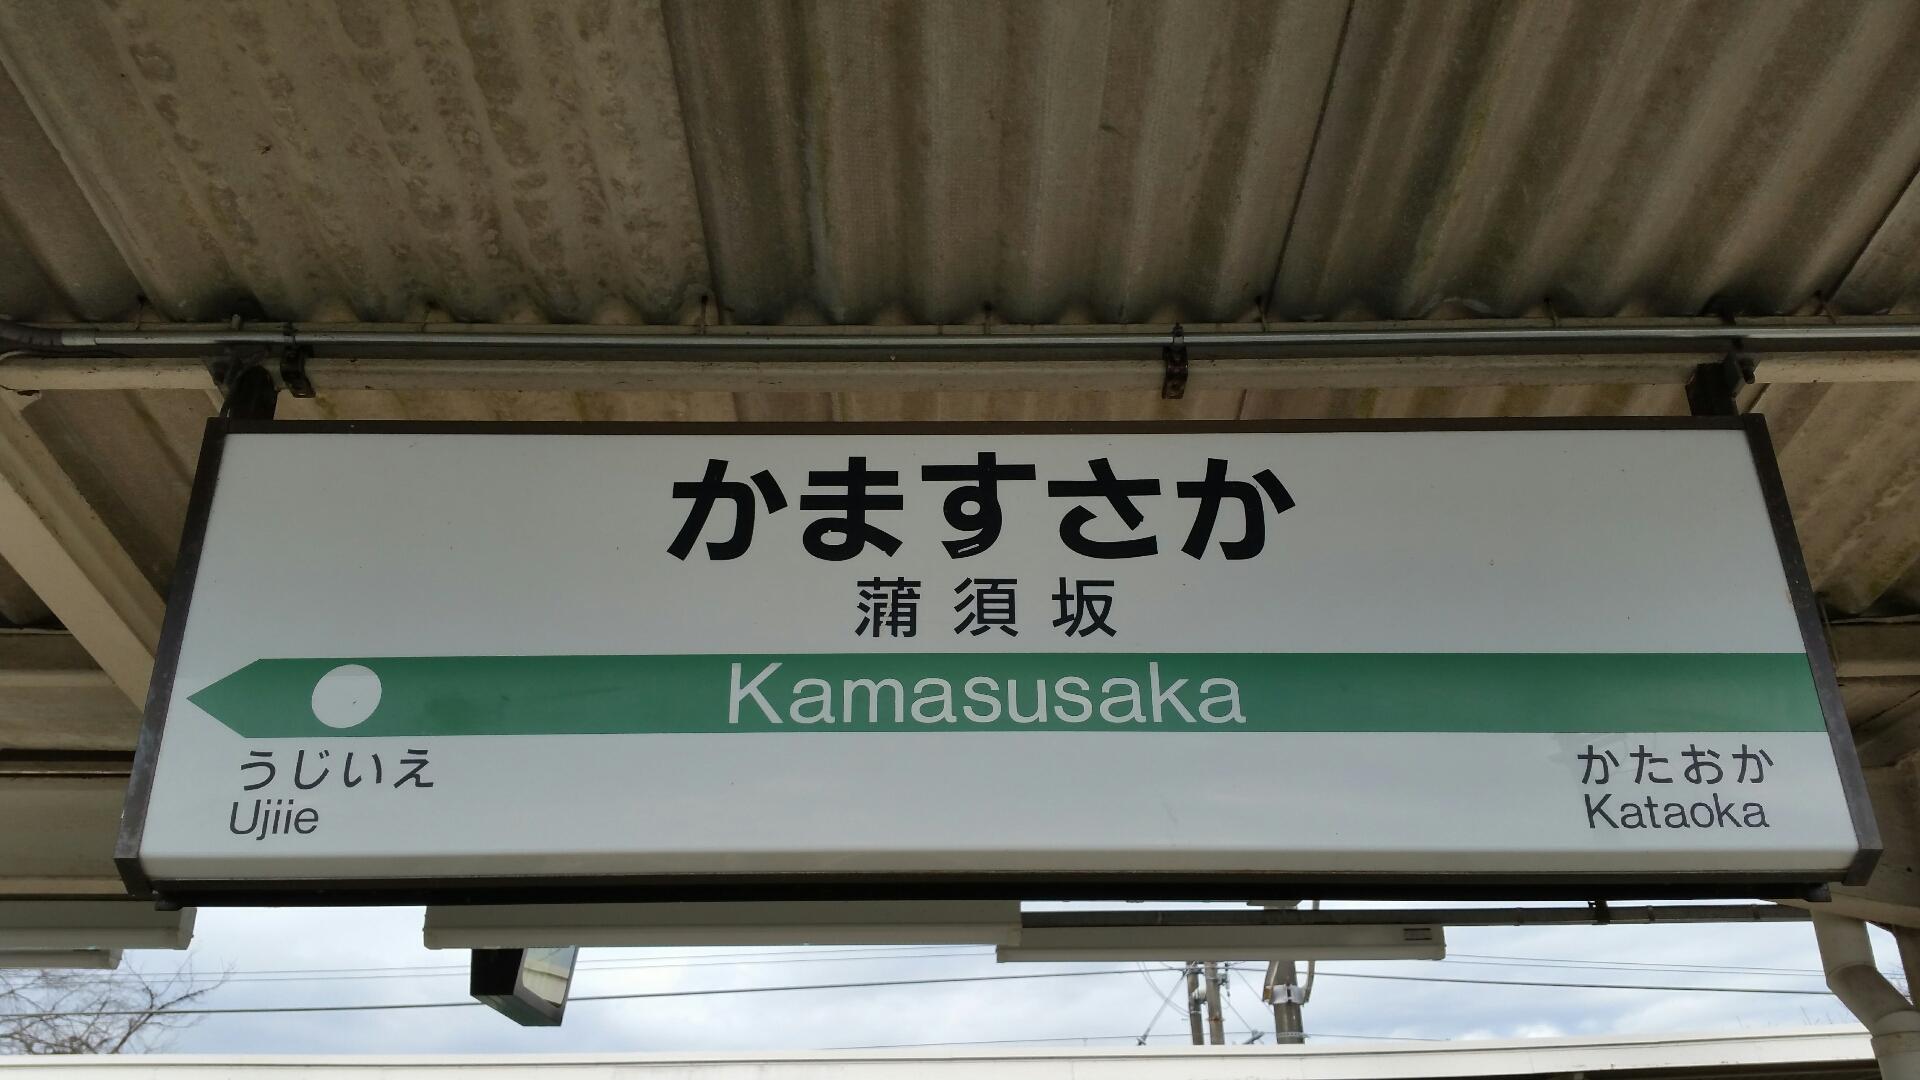 かますさか
蒲須坂
Kamasusaka
うじいえ
Ujiie
かたおか
Kataoka